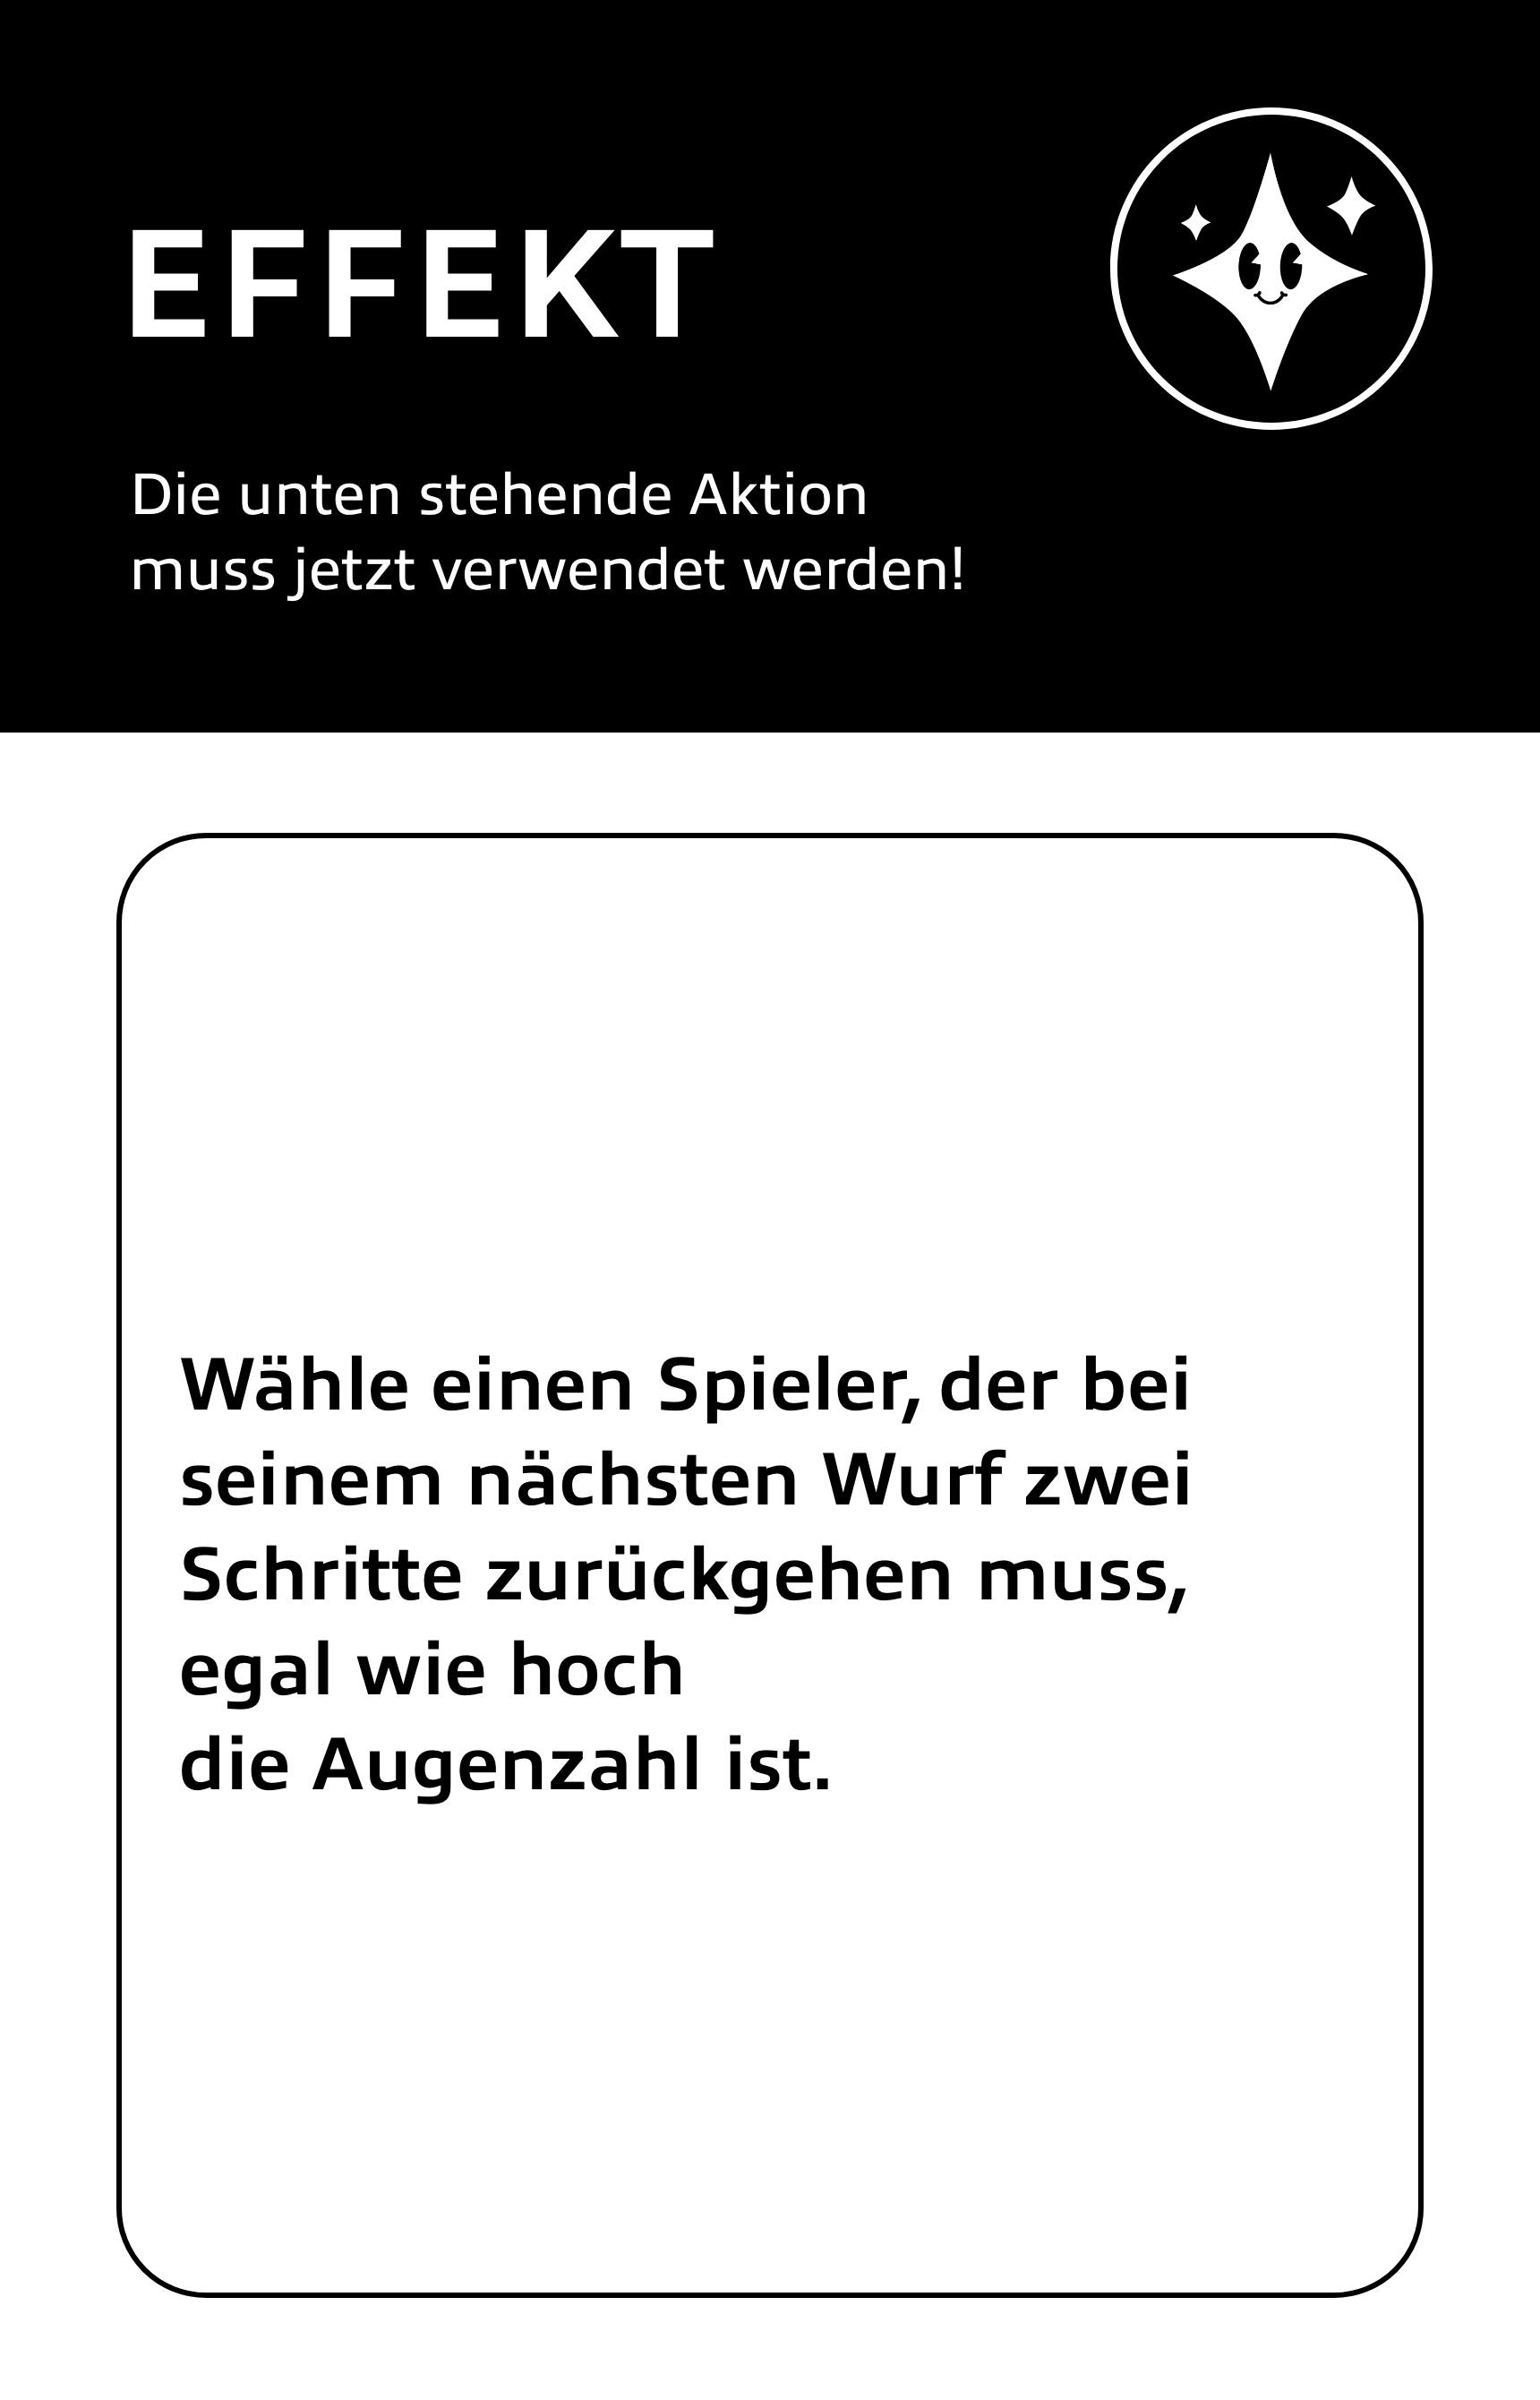 EFFEKT
Die unten stehende Aktion
muss jetzt verwendet werden!
Wähle einen Spieler, der bei
seinem nächsten Wurf zwei
Schritte zurückgehen muss,
egal wie hoch
die Augenzahl ist.